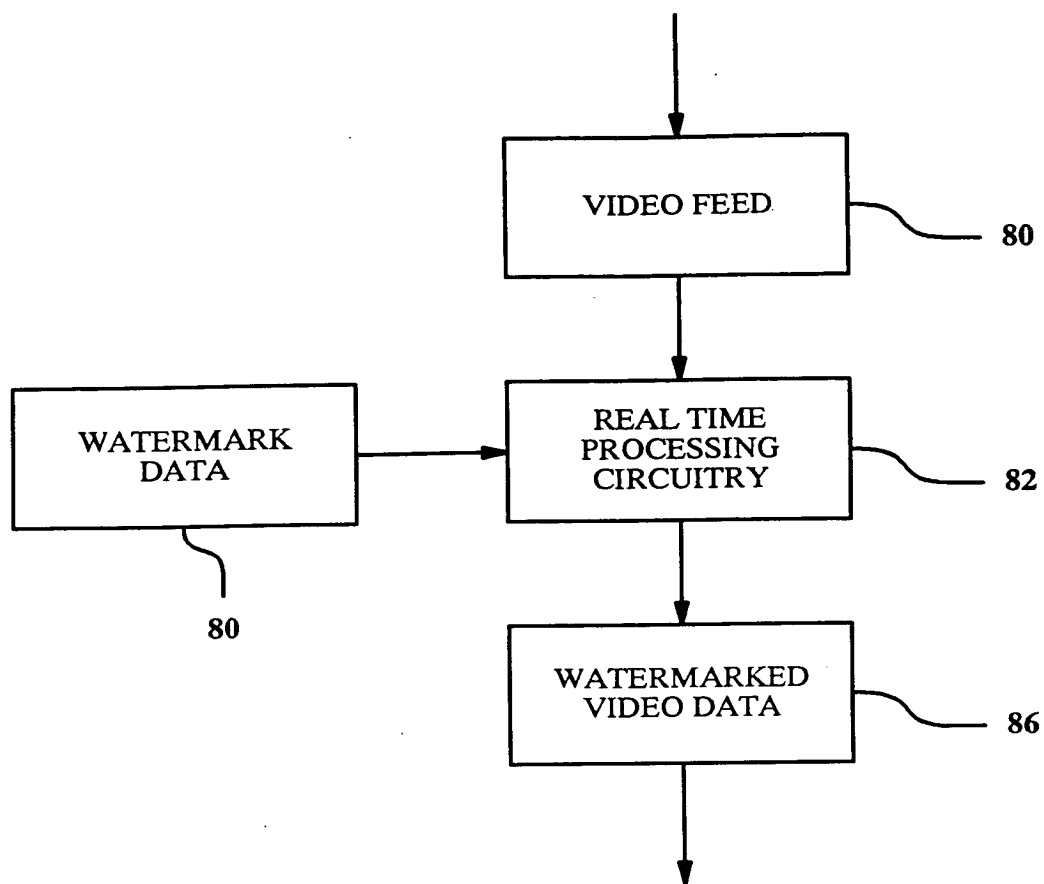 VIDEO FEED
80
WATERMARK
DATA
80
REAL TIME
PROCESSING
CIRCUITRY
82
WATERMARKED
VIDEO DATA
86